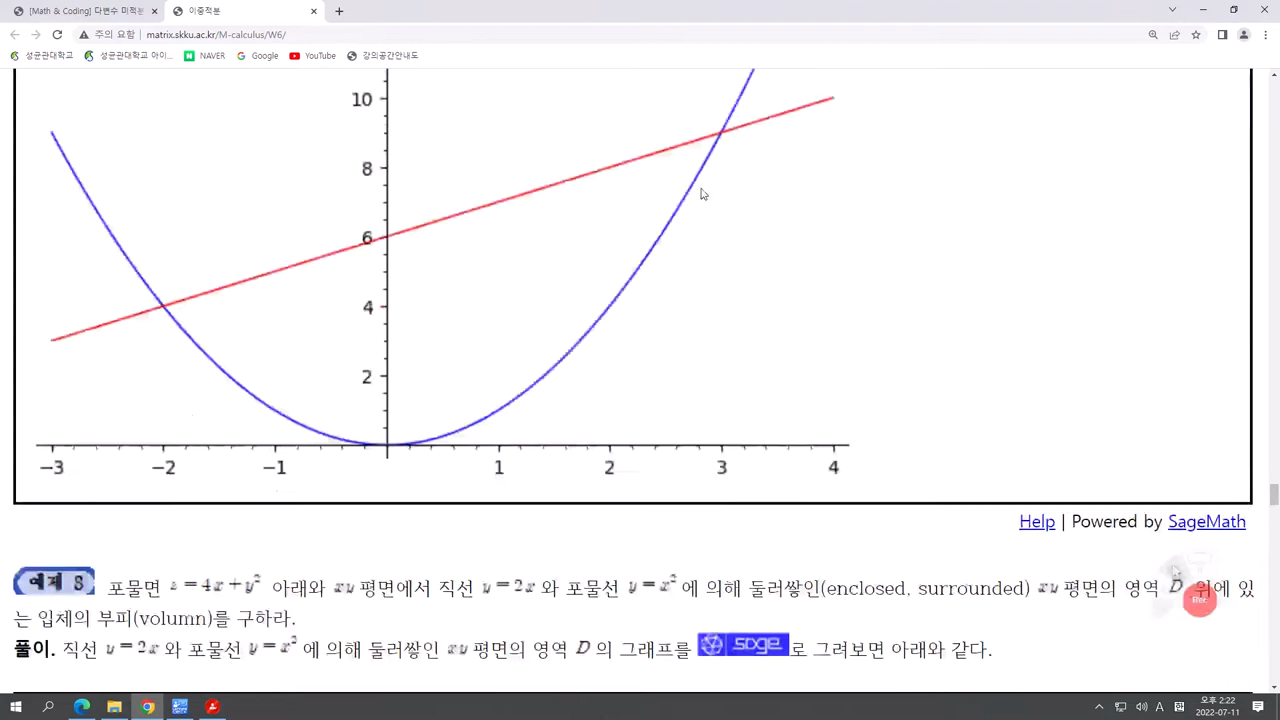 [Math & Coding] 다변수 미적분
이중적분
주의 요함
matrix.skku.ac.kr/M-calculus/W6/
성균관대학교
성균관대학교 아이...
NAVER
Google
YouTube
강의공간안내도
10
8
6
4
2
−3 −2 −1 1 2 3 4
Help | Powered by SageMath
예제 8 포물면 z = 4x + y² 아래와 xy 평면에서 직선 y = 2x 와 포물선 y = x² 에 의해 둘러쌓인(enclosed, surrounded) xy 평면의 영역 D 위에 있
는 입체의 부피(volumn)를 구하라.
풀이. 직선 y = 2x 와 포물선 y = x² 에 의해 둘러쌓인 xy 평면의 영역 D 의 그래프를 sage 로 그려보면 아래와 같다.
Rec
A
오후 2:22
2022-07-11